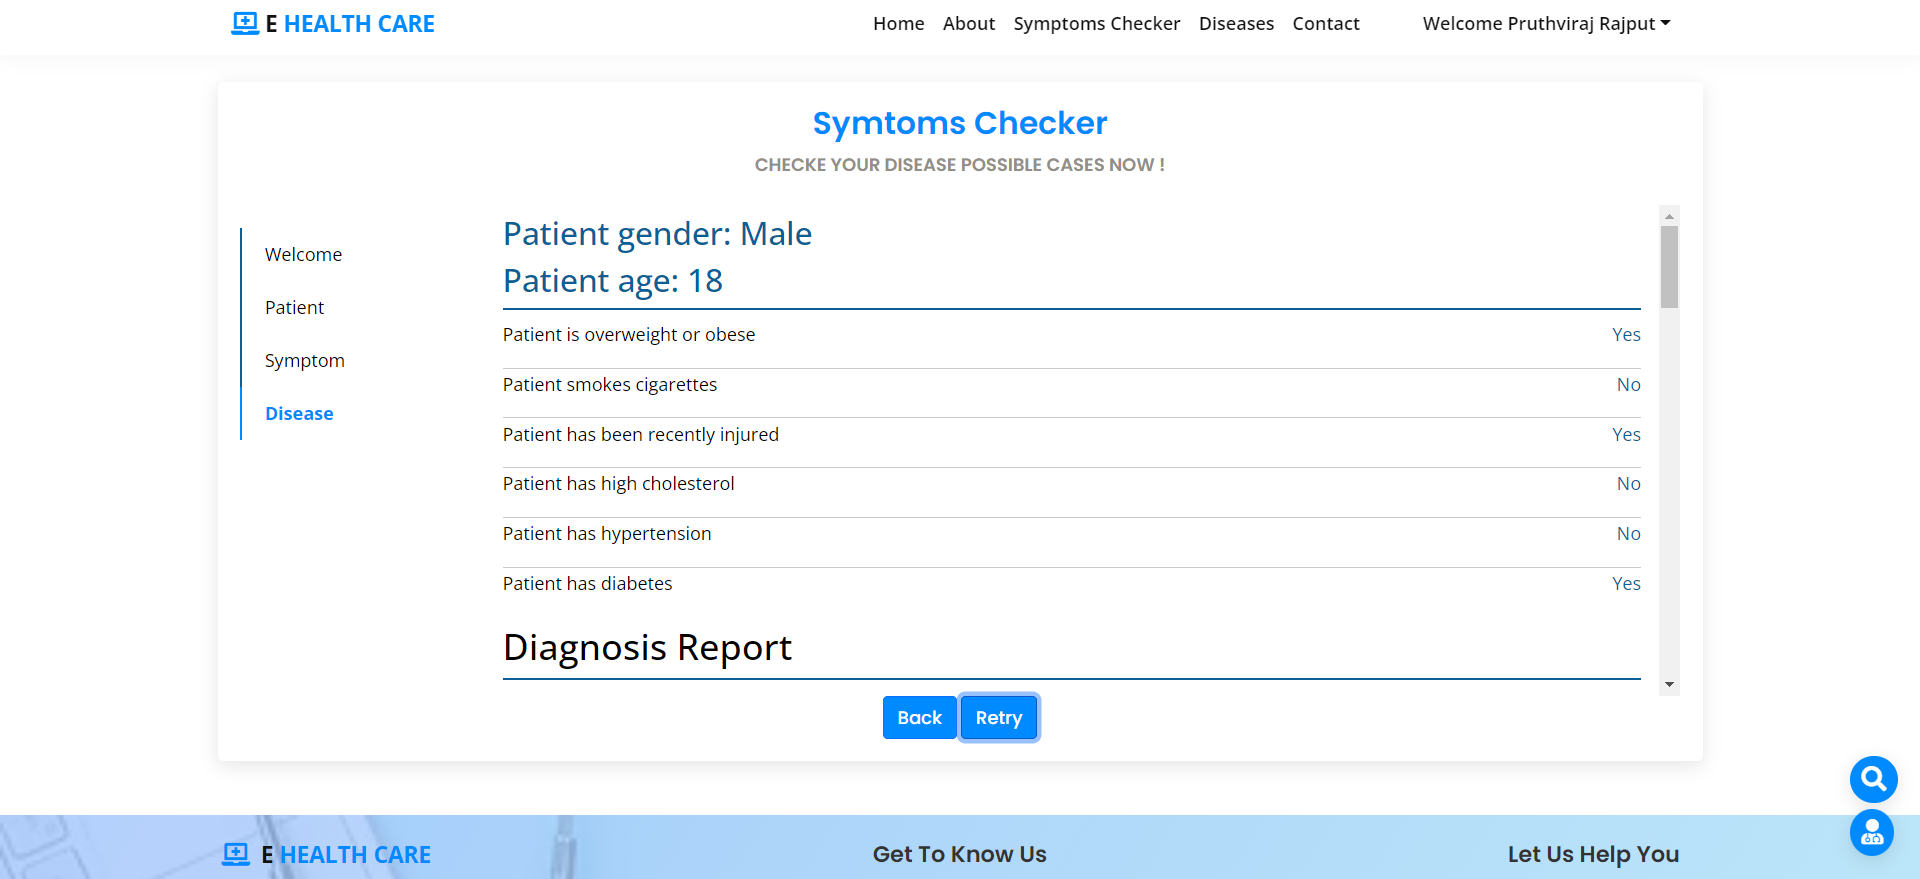 E HEALTH CARE
Home About Symptoms Checker Diseases Contact Welcome Pruthviraj Rajput
Symtoms Checker
CHECKE YOUR DISEASE POSSIBLE CASES NOW !
Welcome
Patient
Symptom
Disease
Patient gender: Male
Patient age: 18
Patient is overweight or obese Yes
Patient smokes cigarettes No
Patient has been recently injured Yes
Patient has high cholesterol No
Patient has hypertension No
Patient has diabetes Yes
Diagnosis Report
Back Retry
E HEALTH CARE
Get To Know Us
Let Us Help You